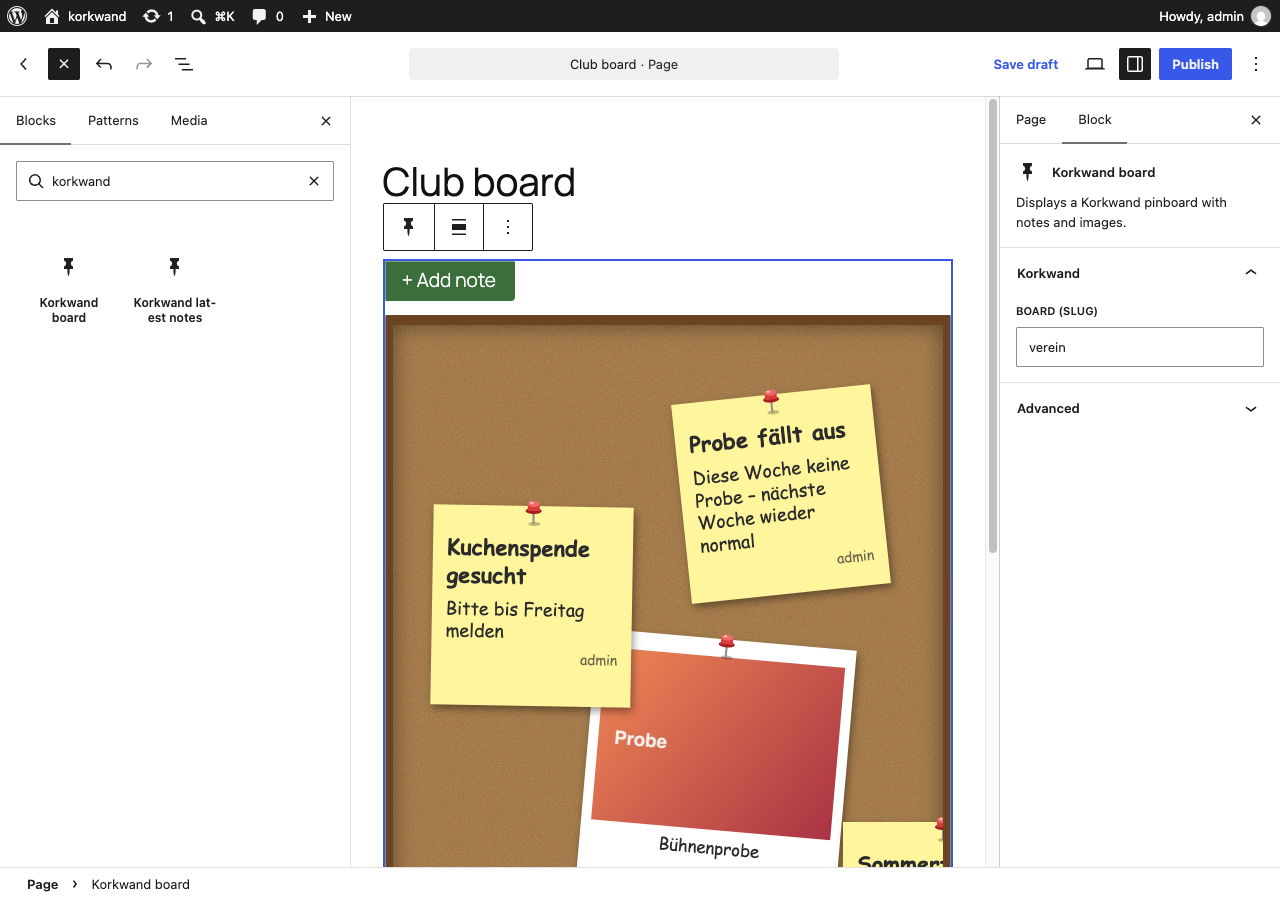 korkwand
1
⌘K
0
New
Howdy, admin
Club board · Page
Save draft
Publish
Blocks
Patterns
Media
korkwand
Korkwand
board
Korkwand lat-
est notes
Club board
+ Add note
Probe fällt aus
Diese Woche keine
Probe – nächste
Woche wieder
normal
admin
Kuchenspende
gesucht
Bitte bis Freitag
melden
admin
Probe
Bühnenprobe
Page
Block
Korkwand board
Displays a Korkwand pinboard with
notes and images.
Korkwand
BOARD (SLUG)
verein
Advanced
Page
Korkwand board